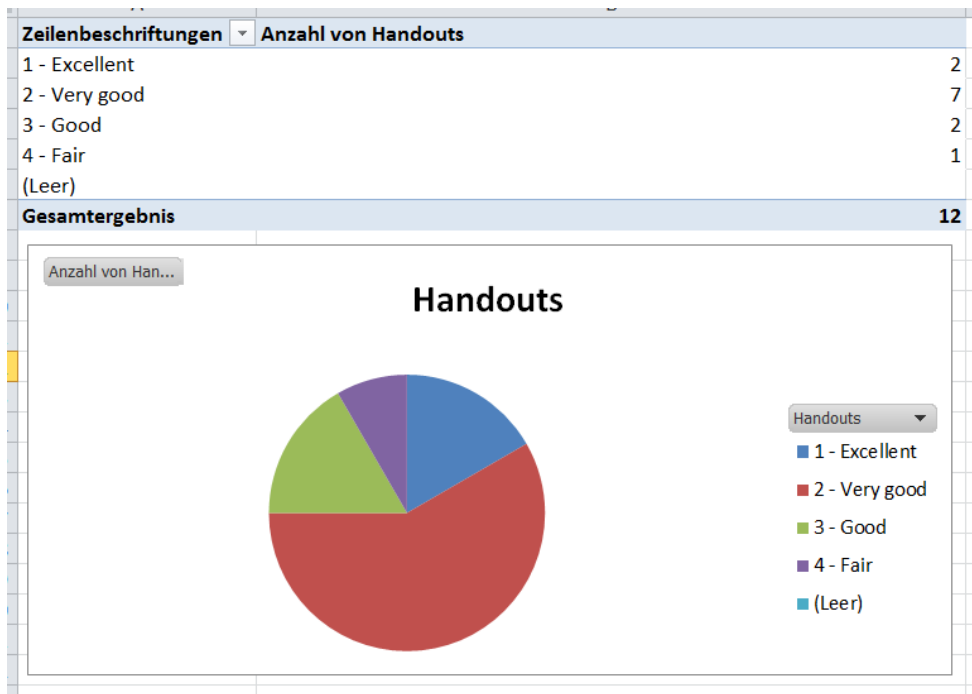 Zeilenbeschriftungen Anzahl von Handouts
1 - Excellent 2
2 - Very good 7
3 - Good 2
4 - Fair 1
(Leer)
Gesamtergebnis 12
Anzahl von Han...
Handouts
Handouts
1 - Excellent
2 - Very good
3 - Good
4 - Fair
(Leer)